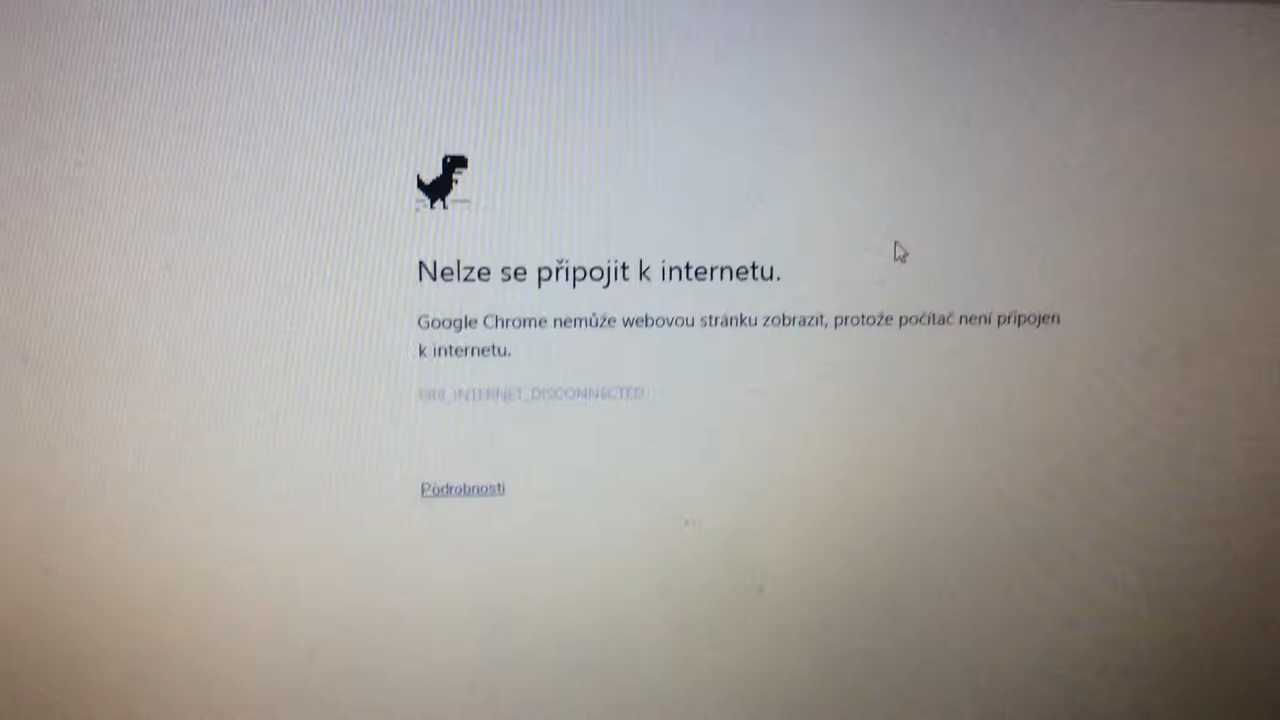 Nelze se připojit k internetu.
Google Chrome nemůže webovou stránku zobrazit, protože počítač není připojen
k internetu.
ERR_INTERNET_DISCONNECTED
Podrobnosti